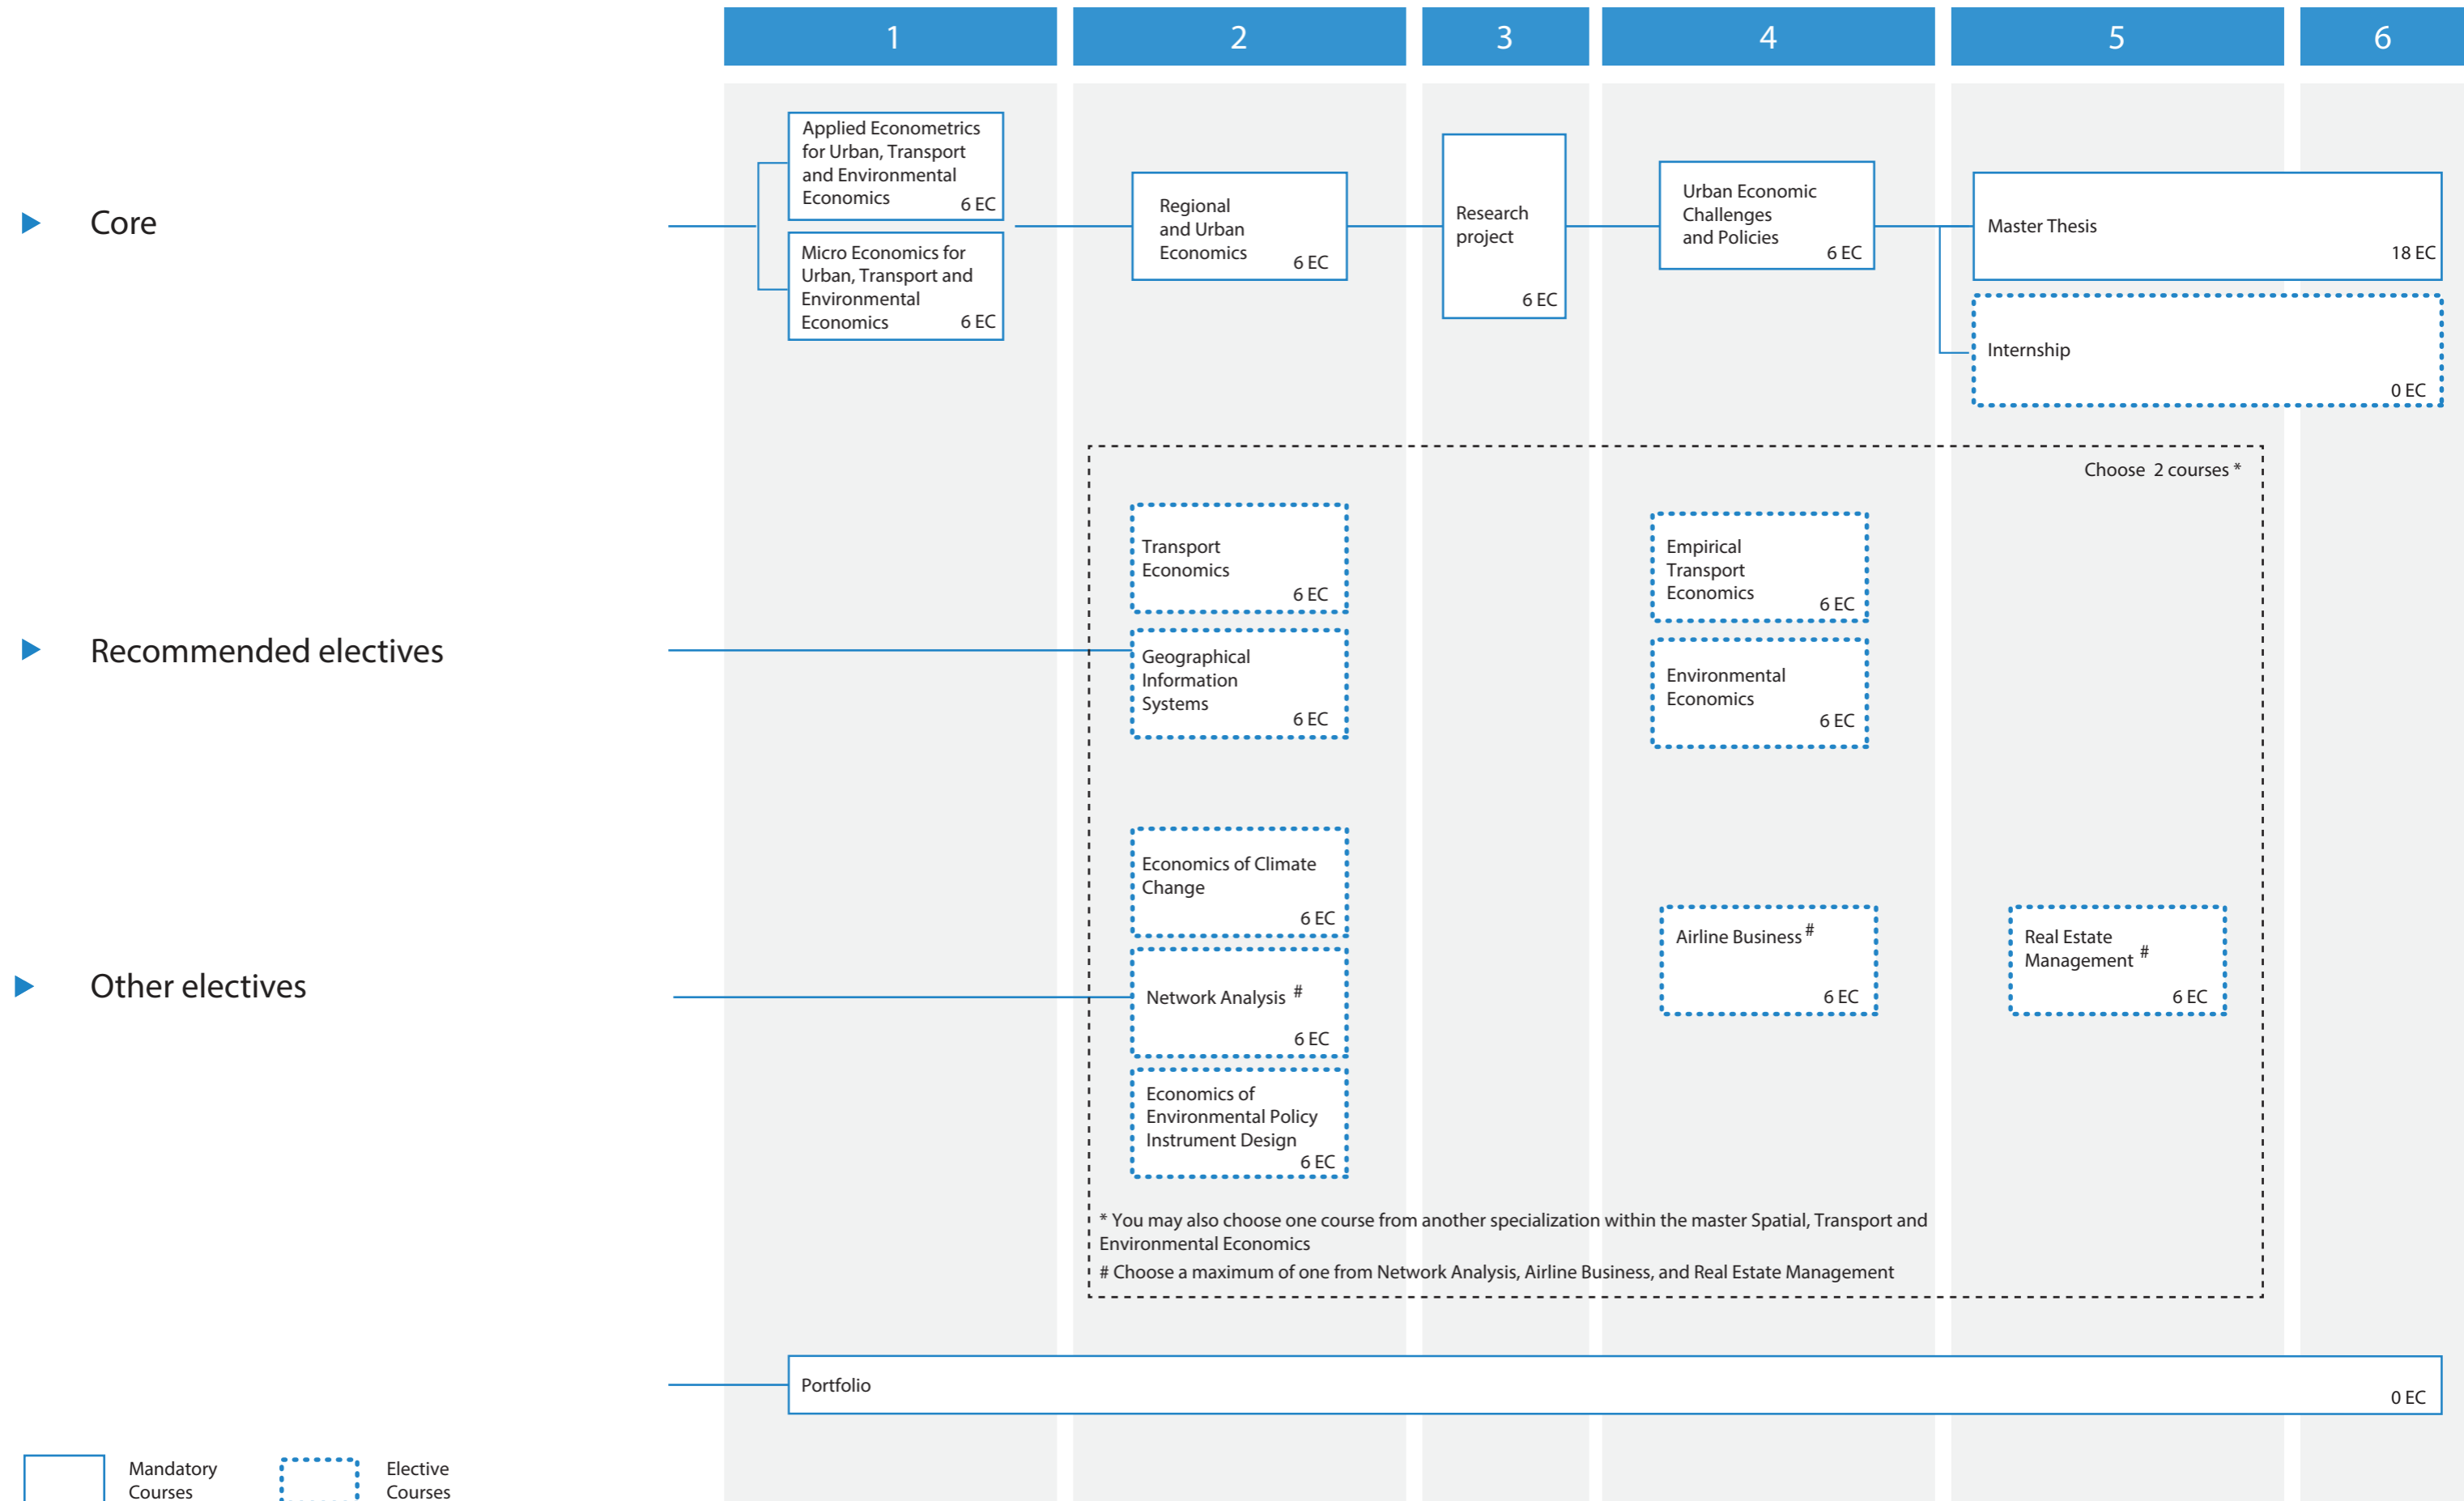 1
2
3
4
5
6
Core
Applied Econometrics
for Urban, Transport
and Environmental
Economics
6 EC
Micro Economics for
Urban, Transport and
Environmental
Economics
6 EC
Regional
and Urban
Economics
6 EC
Research
project
6 EC
Urban Economic
Challenges
and Policies
6 EC
Master Thesis
18 EC
Internship
0 EC
Choose 2 courses *
Recommended electives
Transport
Economics
6 EC
Geographical
Information
Systems
6 EC
Empirical
Transport
Economics
6 EC
Environmental
Economics
6 EC
Other electives
Economics of Climate
Change
6 EC
Network Analysis #
6 EC
Economics of
Environmental Policy
Instrument Design
6 EC
Airline Business #
6 EC
Real Estate
Management #
6 EC
* You may also choose one course from another specialization within the master Spatial, Transport and
Environmental Economics
# Choose a maximum of one from Network Analysis, Airline Business, and Real Estate Management
Portfolio
0 EC
Mandatory
Courses
Elective
Courses